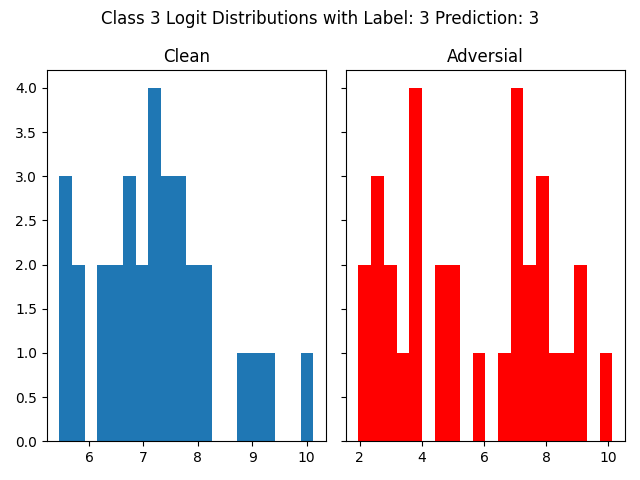 Class 3 Logit Distributions with Label: 3 Prediction: 3
Clean
Adversial
4.0
3.5
3.0
2.5
2.0
1.5
1.0
0.5
0.0
6 7 8 9 10
2 4 6 8 10